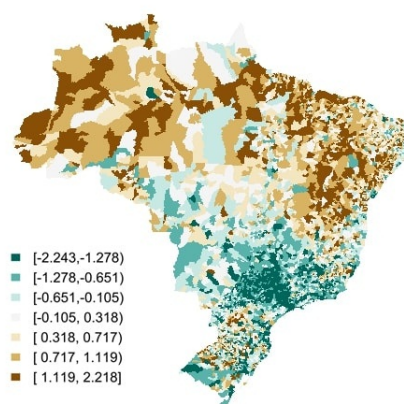 [-2.243,-1.278)
[-1.278,-0.651)
[-0.651,-0.105)
[-0.105, 0.318)
[ 0.318, 0.717)
[ 0.717, 1.119)
[ 1.119, 2.218]